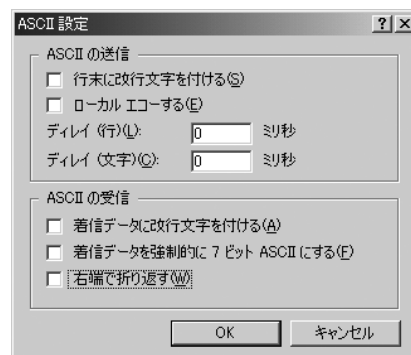 ASCII 設定
ASCII の送信
行末に改行文字を付ける(S)
ローカル エコーする(E)
ディレイ (行)(L): 0 ミリ秒
ディレイ (文字)(C): 0 ミリ秒
ASCII の受信
着信データに改行文字を付ける(A)
着信データを強制的に 7 ビット ASCII にする(F)
右端で折り返す(W)
OK キャンセル